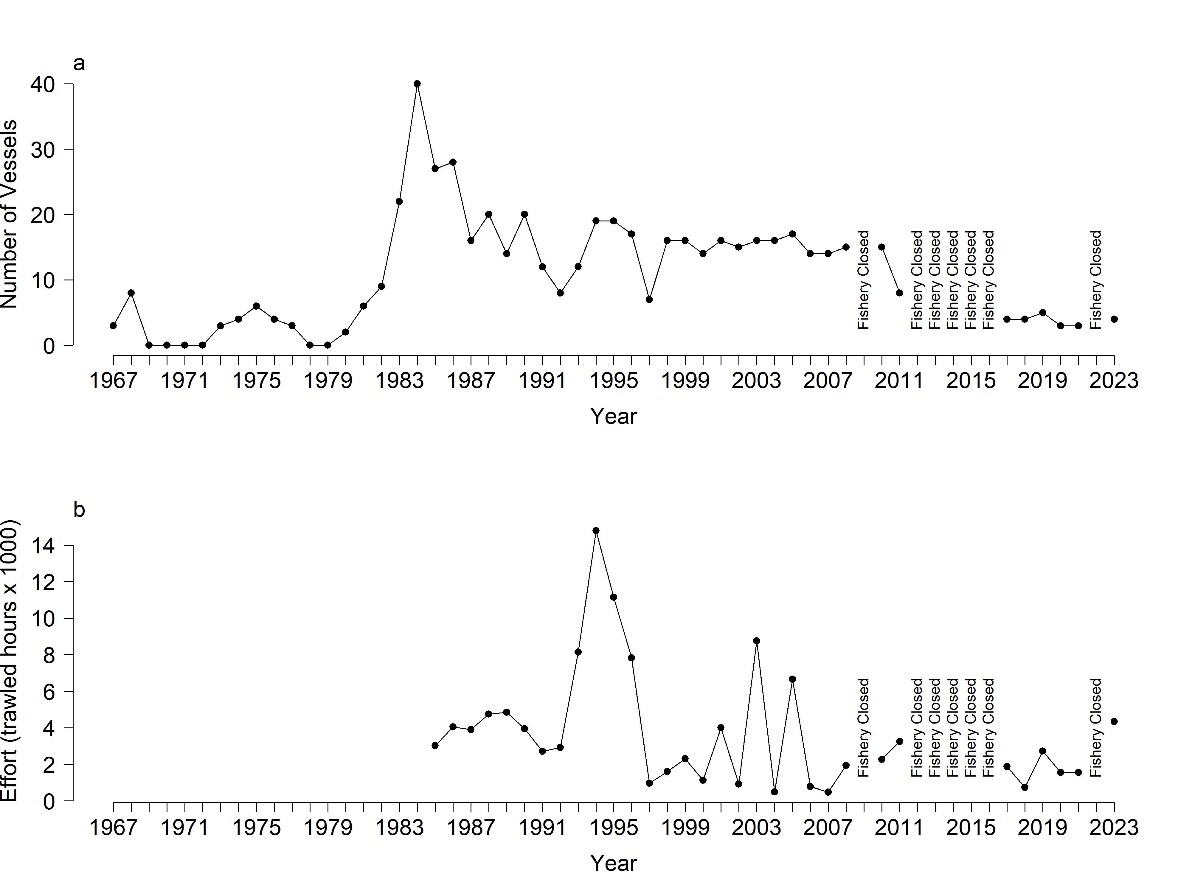 a
Number of Vessels
40
30
20
10
0
Fishery Closed
Fishery Closed
Fishery Closed
Fishery Closed
Fishery Closed
Fishery Closed
Fishery Closed
1967 1971 1975 1979 1983 1987 1991 1995 1999 2003 2007 2011 2015 2019 2023
Year
b
Effort (trawled hours x 1000)
14
12
10
8
6
4
2
0
Fishery Closed
Fishery Closed
Fishery Closed
Fishery Closed
Fishery Closed
Fishery Closed
Fishery Closed
1967 1971 1975 1979 1983 1987 1991 1995 1999 2003 2007 2011 2015 2019 2023
Year